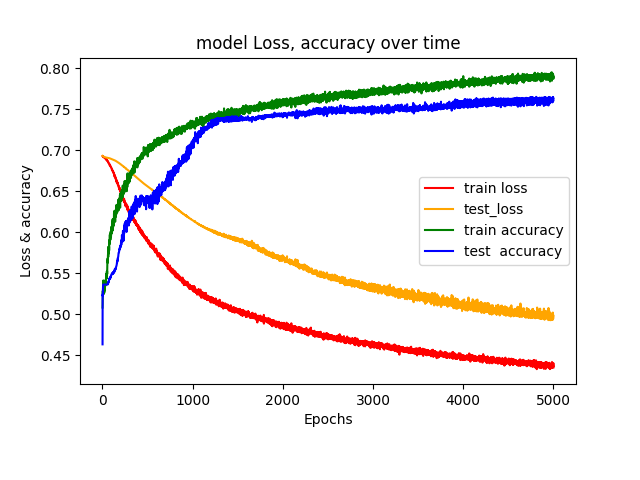 model Loss, accuracy over time
0.80
0.75
0.70
0.65
0.60
0.55
0.50
0.45
Loss & accuracy
train loss
test_loss
train accuracy
test  accuracy
0 1000 2000 3000 4000 5000
Epochs